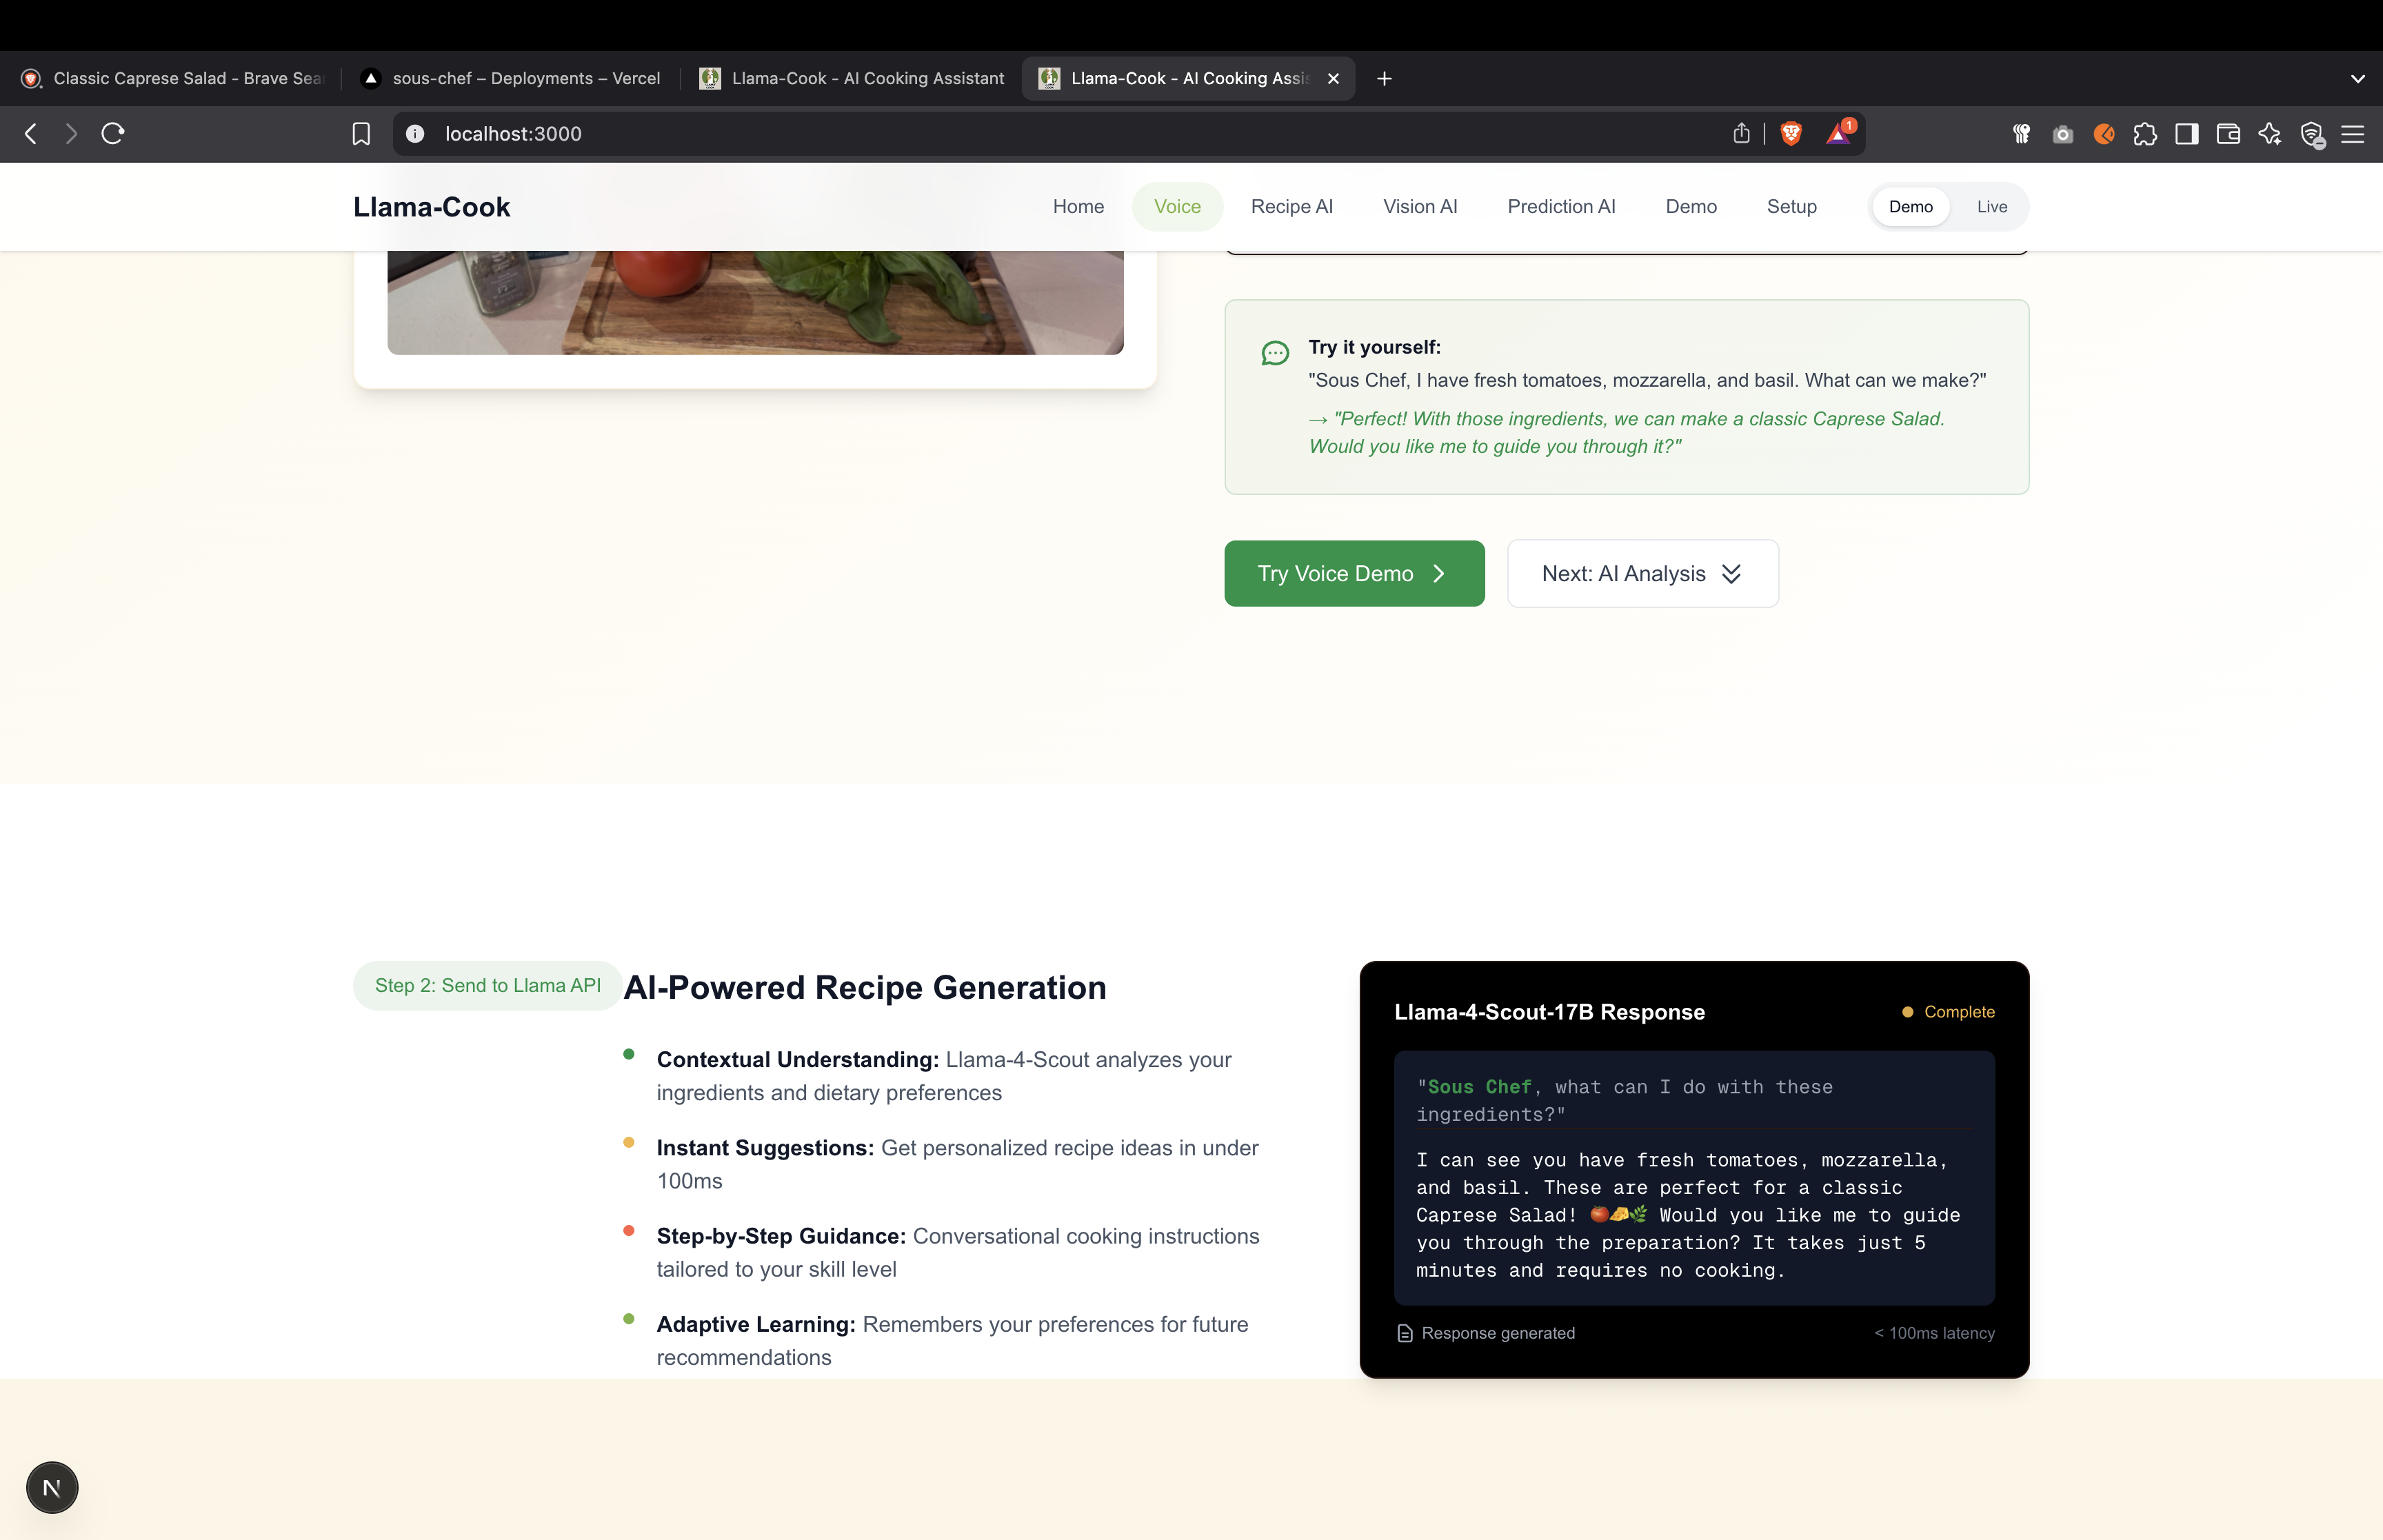 Classic Caprese Salad - Brave Sea
sous-chef – Deployments – Vercel
Llama-Cook - AI Cooking Assistant
Llama-Cook - AI Cooking Assis
localhost:3000
1
Llama-Cook
Home
Voice
Recipe AI
Vision AI
Prediction AI
Demo
Setup
Demo
Live
Try it yourself:
"Sous Chef, I have fresh tomatoes, mozzarella, and basil. What can we make?"
→ "Perfect! With those ingredients, we can make a classic Caprese Salad.
Would you like me to guide you through it?"
Try Voice Demo
Next: AI Analysis
Step 2: Send to Llama API
AI-Powered Recipe Generation
Contextual Understanding: Llama-4-Scout analyzes your
ingredients and dietary preferences
Instant Suggestions: Get personalized recipe ideas in under
100ms
Step-by-Step Guidance: Conversational cooking instructions
tailored to your skill level
Adaptive Learning: Remembers your preferences for future
recommendations
Llama-4-Scout-17B Response
Complete
"Sous Chef, what can I do with these
ingredients?"
I can see you have fresh tomatoes, mozzarella,
and basil. These are perfect for a classic
Caprese Salad! 🍅🧀🌿 Would you like me to guide
you through the preparation? It takes just 5
minutes and requires no cooking.
Response generated
< 100ms latency
N